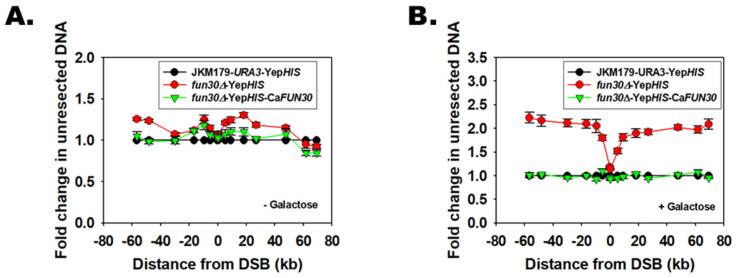 A.
B.
Fold change in unresected DNA
2.0
1.5
1.0
0.5
0.0
JKM179-URA3-YepHIS
fun30Δ-YepHIS
fun30Δ-YepHIS-CaFUN30
- Galactose
-80 -60 -40 -20 0 20 40 60 80
Distance from DSB (kb)
Fold change in unresected DNA
3.5
3.0
2.5
2.0
1.5
1.0
0.5
0.0
JKM179-URA3-YepHIS
fun30Δ-YepHIS
fun30Δ-YepHIS-CaFUN30
+ Galactose
-80 -60 -40 -20 0 20 40 60 80
Distance from DSB (kb)